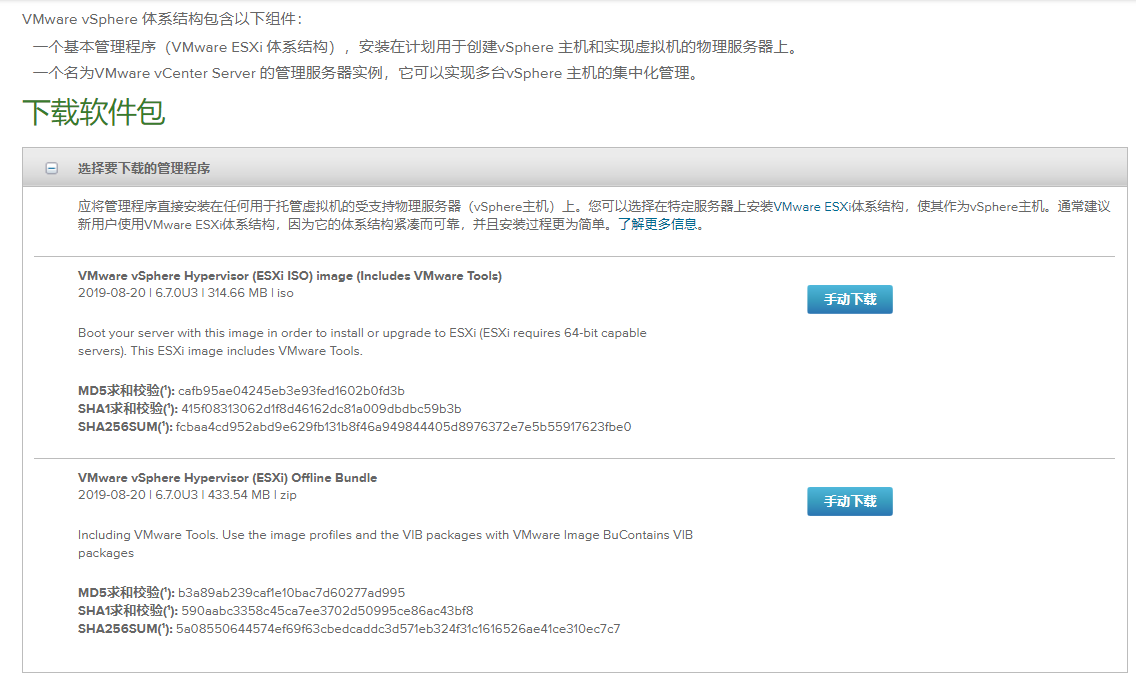 VMware vSphere 体系结构包含以下组件：
一个基本管理程序（VMware ESXi 体系结构），安装在计划用于创建vSphere 主机和实现虚拟机的物理服务器上。
一个名为VMware vCenter Server 的管理服务器实例，它可以实现多台vSphere 主机的集中化管理。
下载软件包
选择要下载的管理程序
应将管理程序直接安装在任何用于托管虚拟机的受支持物理服务器（vSphere主机）上。您可以选择在特定服务器上安装VMware ESXi体系结构，使其作为vSphere主机。通常建议
新用户使用VMware ESXi体系结构，因为它的体系结构紧凑而可靠，并且安装过程更为简单。了解更多信息。
VMware vSphere Hypervisor (ESXi ISO) image (Includes VMware Tools)
2019-08-20 | 6.7.0U3 | 314.66 MB | iso
手动下载
Boot your server with this image in order to install or upgrade to ESXi (ESXi requires 64-bit capable
servers). This ESXi image includes VMware Tools.
MD5求和校验(¹): cafb95ae04245eb3e93fed1602b0fd3b
SHA1求和校验(¹): 415f08313062d1f8d46162dc81a009dbdbc59b3b
SHA256SUM(¹): fcbaa4cd952abd9e629fb131b8f46a949844405d8976372e7e5b55917623fbe0
VMware vSphere Hypervisor (ESXi) Offline Bundle
2019-08-20 | 6.7.0U3 | 433.54 MB | zip
手动下载
Including VMware Tools. Use the image profiles and the VIB packages with VMware Image BuContains VIB
packages
MD5求和校验(¹): b3a89ab239caf1e10bac7d60277ad995
SHA1求和校验(¹): 590aabc3358c45ca7ee3702d50995ce86ac43bf8
SHA256SUM(¹): 5a08550644574ef69f63cbedcaddc3d571eb324f31c1616526ae41ce310ec7c7